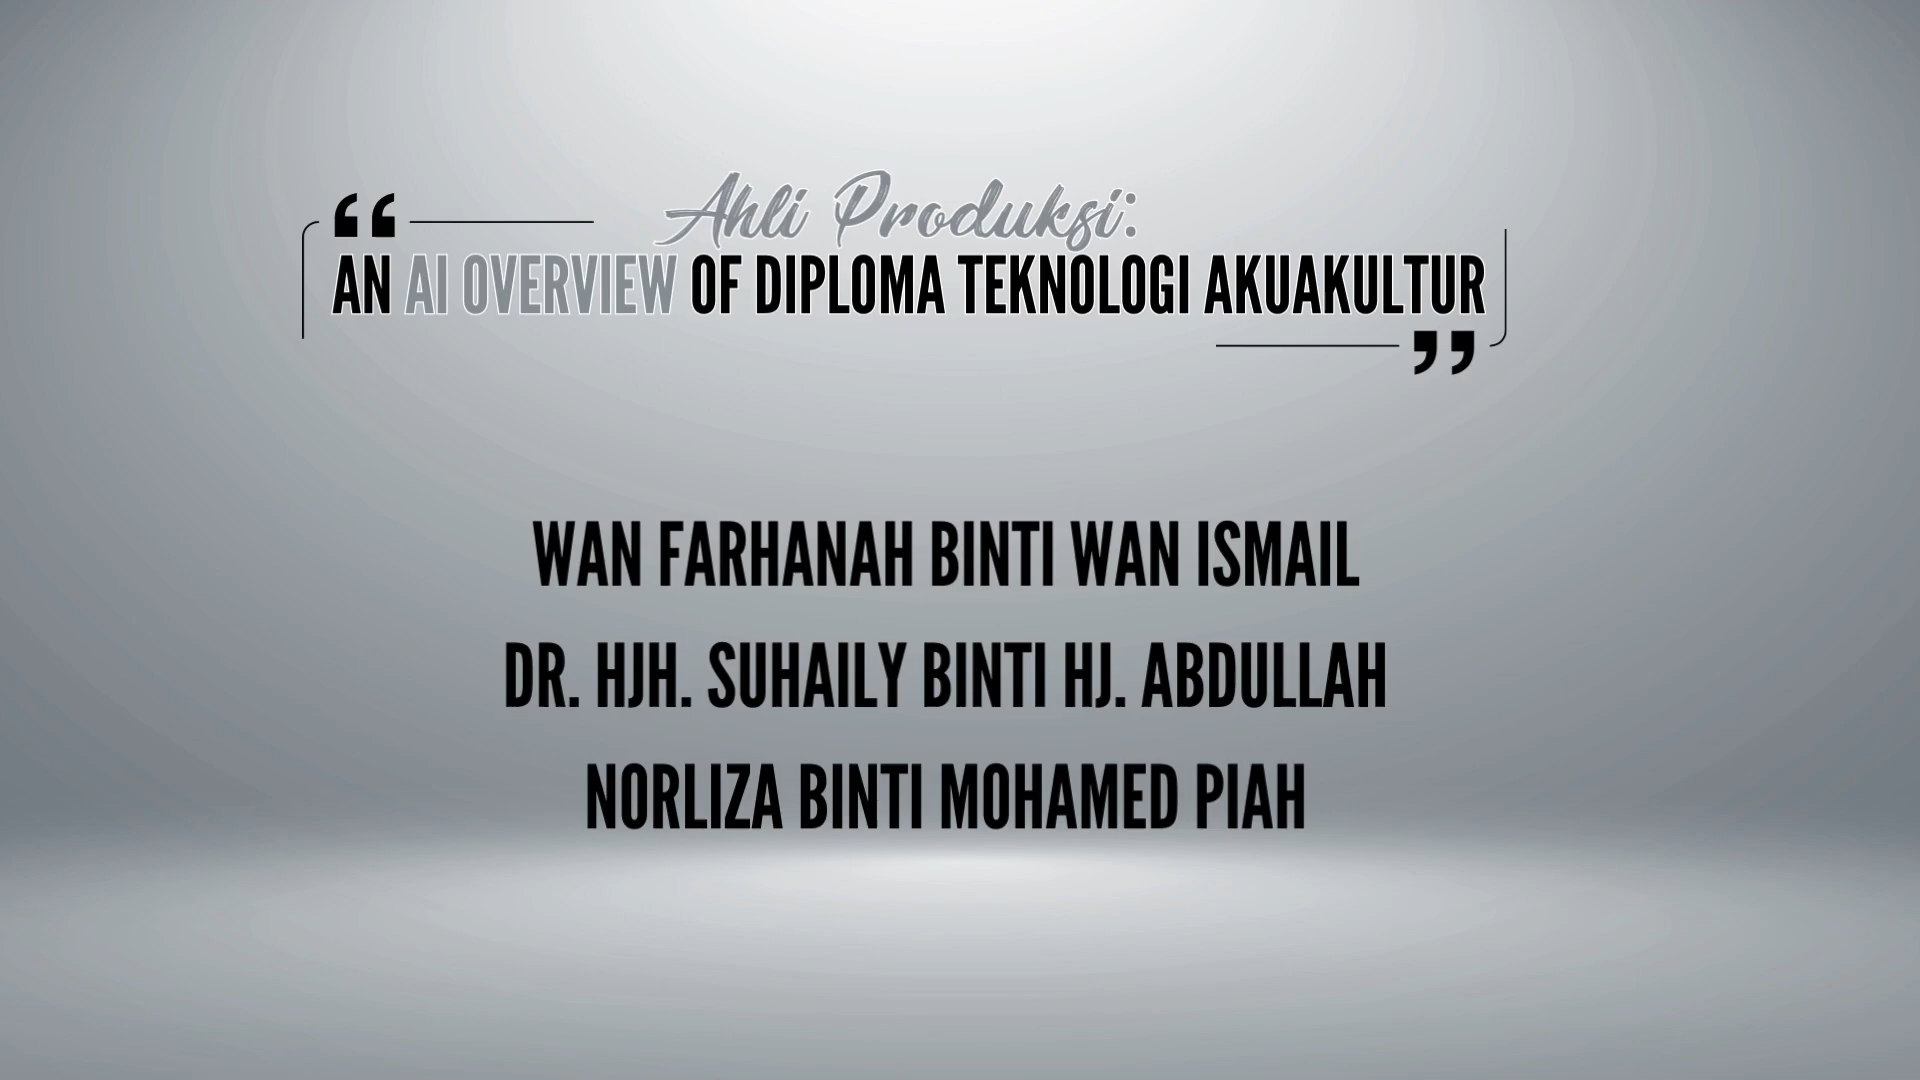 Ahli Produksi:
AN AI OVERVIEW OF DIPLOMA TEKNOLOGI AKUAKULTUR
WAN FARHANAH BINTI WAN ISMAIL
DR. HJH. SUHAILY BINTI HJ. ABDULLAH
NORLIZA BINTI MOHAMED PIAH